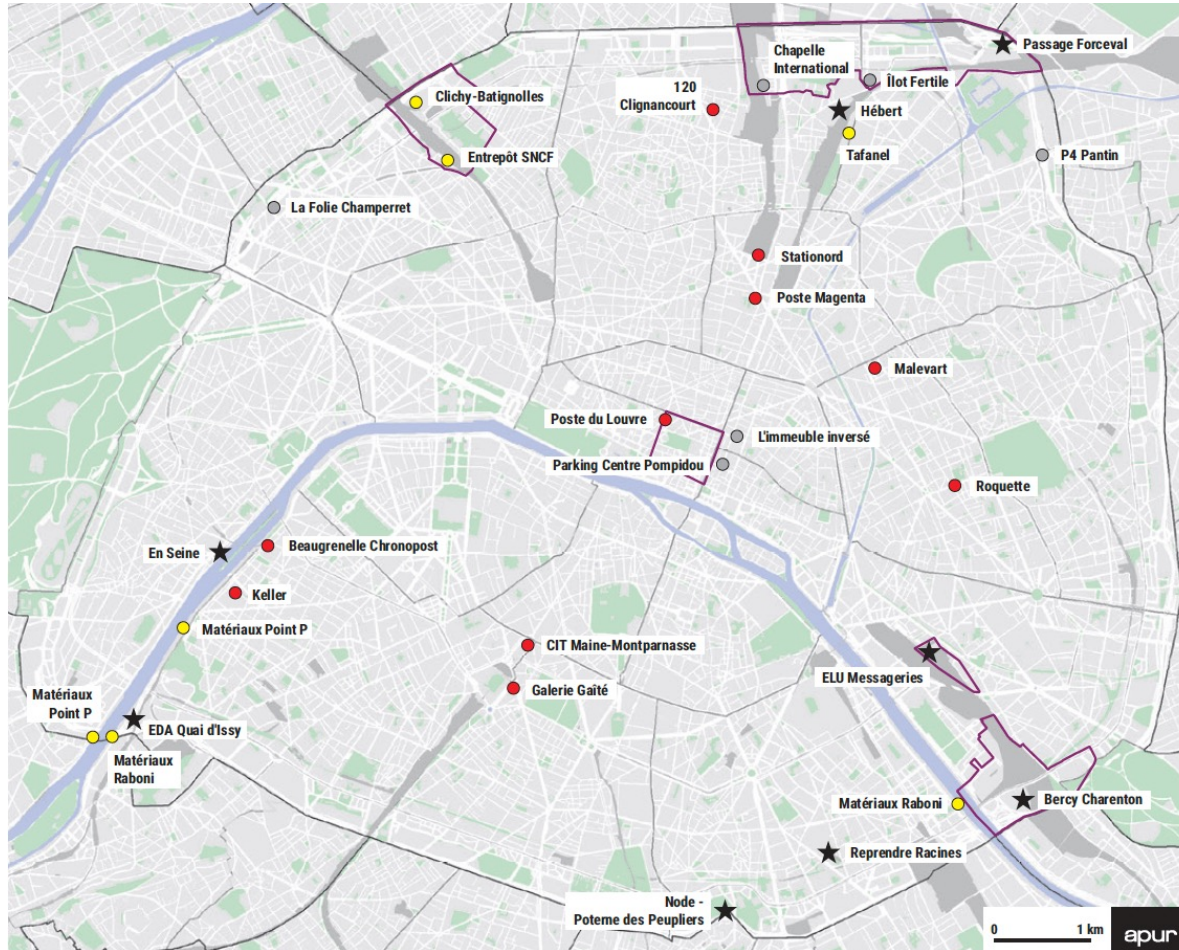 Passage Forceval
Chapelle
International
Îlot Fertile
120
Clignancourt
Clichy-Batignolles
Hébert
Tafanel
Entrepôt SNCF
P4 Pantin
La Folie Champerret
Stationord
Poste Magenta
Malevart
Poste du Louvre
L'immeuble inversé
Parking Centre Pompidou
Roquette
En Seine
Beaugrenelle Chronopost
Keller
Matériaux Point P
CIT Maine-Montparnasse
ELU Messageries
Galerie Gaîté
Matériaux
Point P
EDA Quai d'Issy
Matériaux
Raboni
Matériaux Raboni
Bercy Charenton
Reprendre Racines
Node -
Poterne des Peupliers
0 1 km
apur